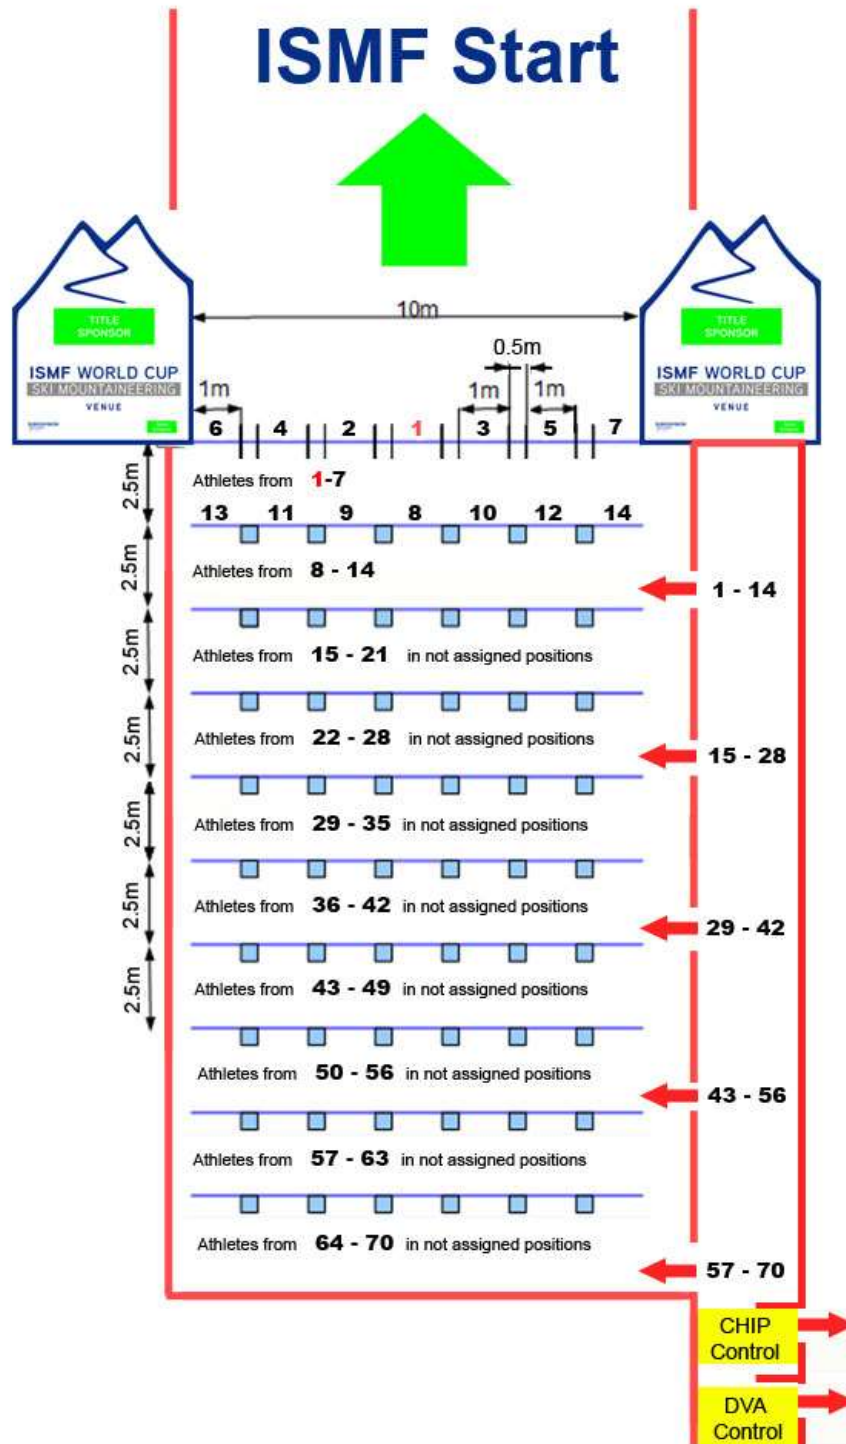 ISMF Start
10m
TITLE
SPONSOR
TITLE
SPONSOR
0.5m
ISMF WORLD CUP
SKI MOUNTAINEERING
VENUE
ISMF WORLD CUP
SKI MOUNTAINEERING
VENUE
1m 1m 1m
6 4 2 1 3 5 7
2.5m
Athletes from 1-7
13 11 9 8 10 12 14
2.5m
Athletes from 8 - 14
1 - 14
2.5m
Athletes from 15 - 21 in not assigned positions
2.5m
Athletes from 22 - 28 in not assigned positions
15 - 28
2.5m
Athletes from 29 - 35 in not assigned positions
2.5m
Athletes from 36 - 42 in not assigned positions
29 - 42
2.5m
Athletes from 43 - 49 in not assigned positions
Athletes from 50 - 56 in not assigned positions
43 - 56
Athletes from 57 - 63 in not assigned positions
Athletes from 64 - 70 in not assigned positions
57 - 70
CHIP
Control
DVA
Control